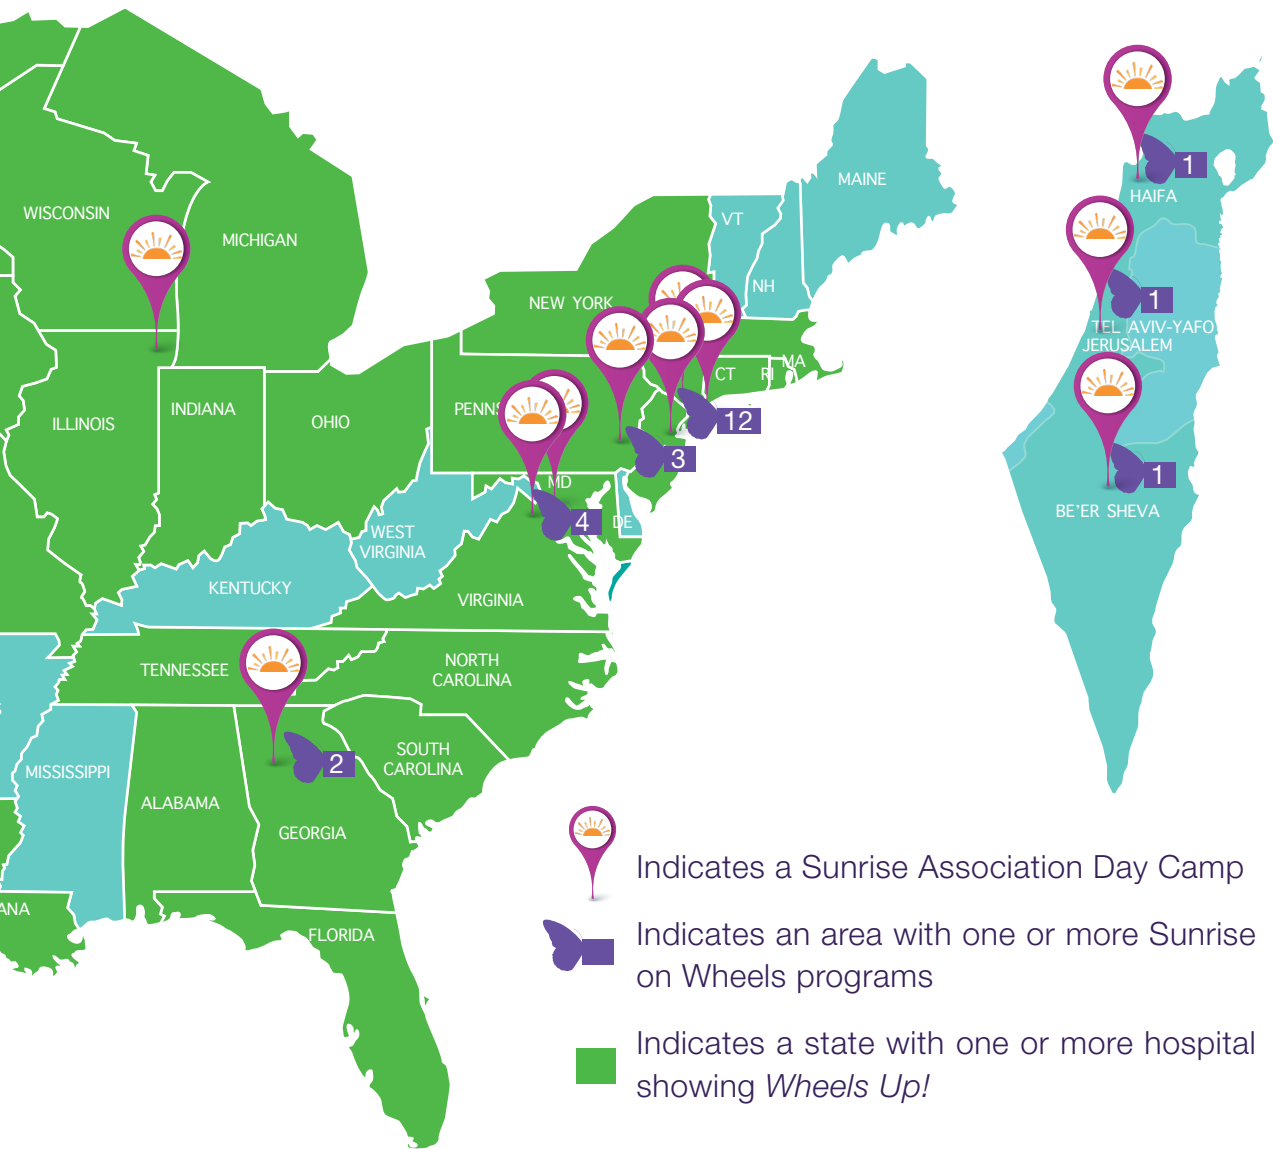 MAINE
1
HAIFA
WISCONSIN
VT
MICHIGAN
NH
NEW YORK
1
TEL AVIV-YAFO
JERUSALEM
MA
CT
RI
INDIANA
PENNS
ILLINOIS
OHIO
12
3
1
MD
4
DE
BE'ER SHEVA
WEST
VIRGINIA
KENTUCKY
VIRGINIA
TENNESSEE
NORTH
CAROLINA
2
SOUTH
CAROLINA
MISSISSIPPI
ALABAMA
GEORGIA
ANA
FLORIDA
Indicates a Sunrise Association Day Camp
Indicates an area with one or more Sunrise
on Wheels programs
Indicates a state with one or more hospital
showing Wheels Up!